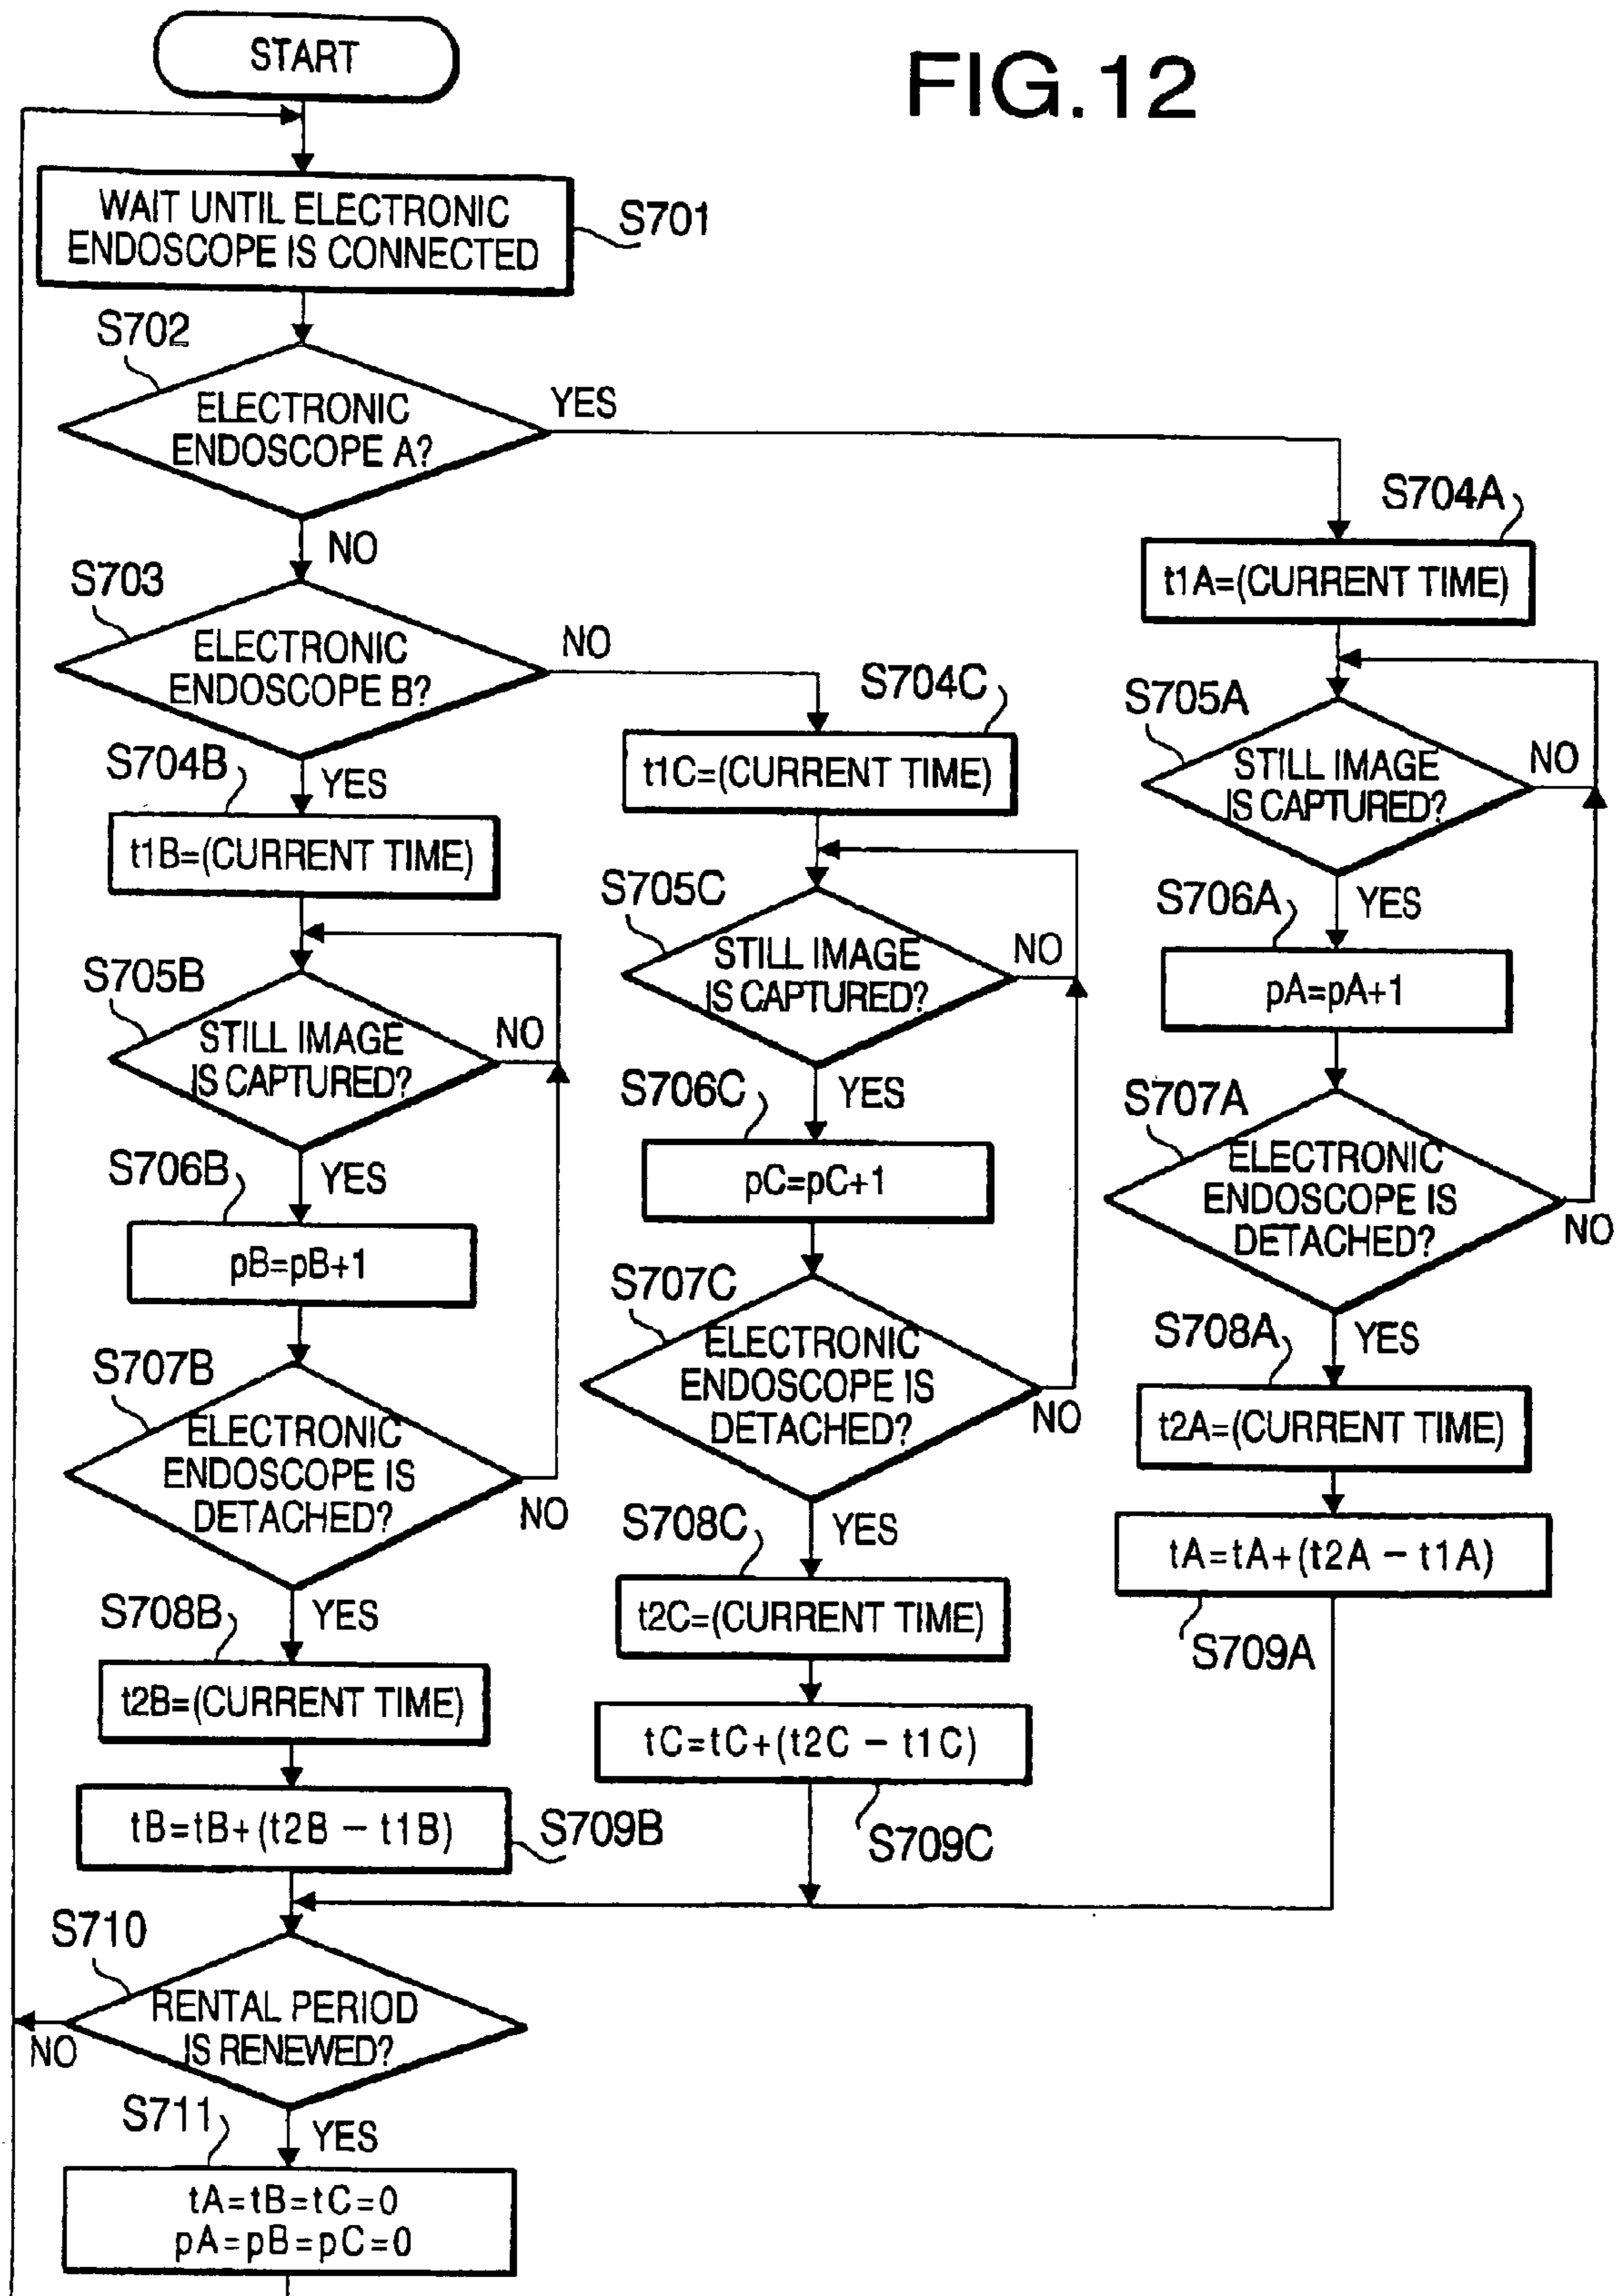 FIG.12
START
WAIT UNTIL ELECTRONIC
ENDOSCOPE IS CONNECTED
S701
S702
ELECTRONIC
ENDOSCOPE A?
YES
NO
S703
ELECTRONIC
ENDOSCOPE B?
NO
YES
S704B
t1B=(CURRENT TIME)
S705B
STILL IMAGE
IS CAPTURED?
NO
YES
S706B
pB=pB+1
S707B
ELECTRONIC
ENDOSCOPE IS
DETACHED?
NO
YES
S708B
t2B=(CURRENT TIME)
tB=tB+(t2B - t1B)
S709B
S704C
t1C=(CURRENT TIME)
S705C
STILL IMAGE
IS CAPTURED?
NO
YES
S706C
pC=pC+1
S707C
ELECTRONIC
ENDOSCOPE IS
DETACHED?
NO
YES
S708C
t2C=(CURRENT TIME)
tC=tC+(t2C - t1C)
S709C
S704A
t1A=(CURRENT TIME)
S705A
STILL IMAGE
IS CAPTURED?
NO
YES
S706A
pA=pA+1
S707A
ELECTRONIC
ENDOSCOPE IS
DETACHED?
NO
YES
S708A
t2A=(CURRENT TIME)
tA=tA+(t2A - t1A)
S709A
S710
RENTAL PERIOD
IS RENEWED?
NO
YES
S711
tA=tB=tC=0
pA=pB=pC=0